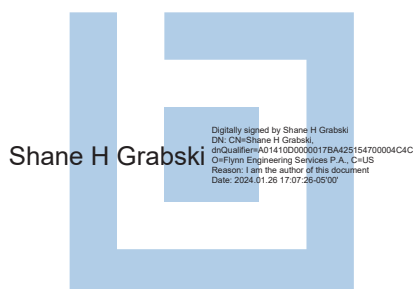 Shane H Grabski
Digitally signed by Shane H Grabski
DN: CN=Shane H Grabski,
dnQualifier=A01410D0000017BA425154700004C4C
O=Flynn Engineering Services P.A., C=US
Reason: I am the author of this document
Date: 2024.01.26 17:07:26-05'00'